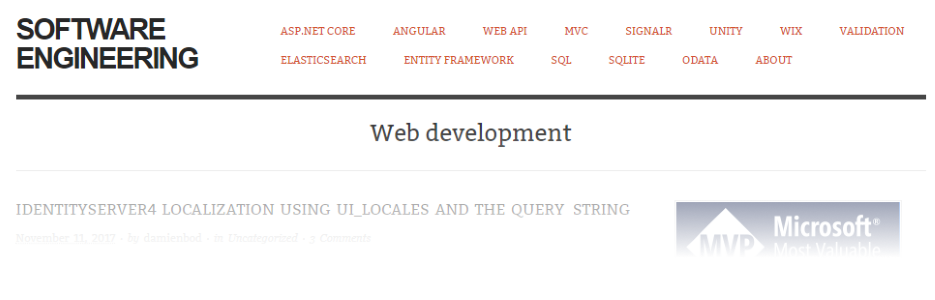 SOFTWARE
ENGINEERING
ASP.NET CORE ANGULAR WEB API MVC SIGNALR UNITY WIX VALIDATION
ELASTICSEARCH ENTITY FRAMEWORK SQL SQLITE ODATA ABOUT
Web development
IDENTITYSERVER4 LOCALIZATION USING UI_LOCALES AND THE QUERY STRING
November 11, 2017 - by damienbod - in Uncategorized - 3 Comments
Microsoft®
MVP Most Valuable